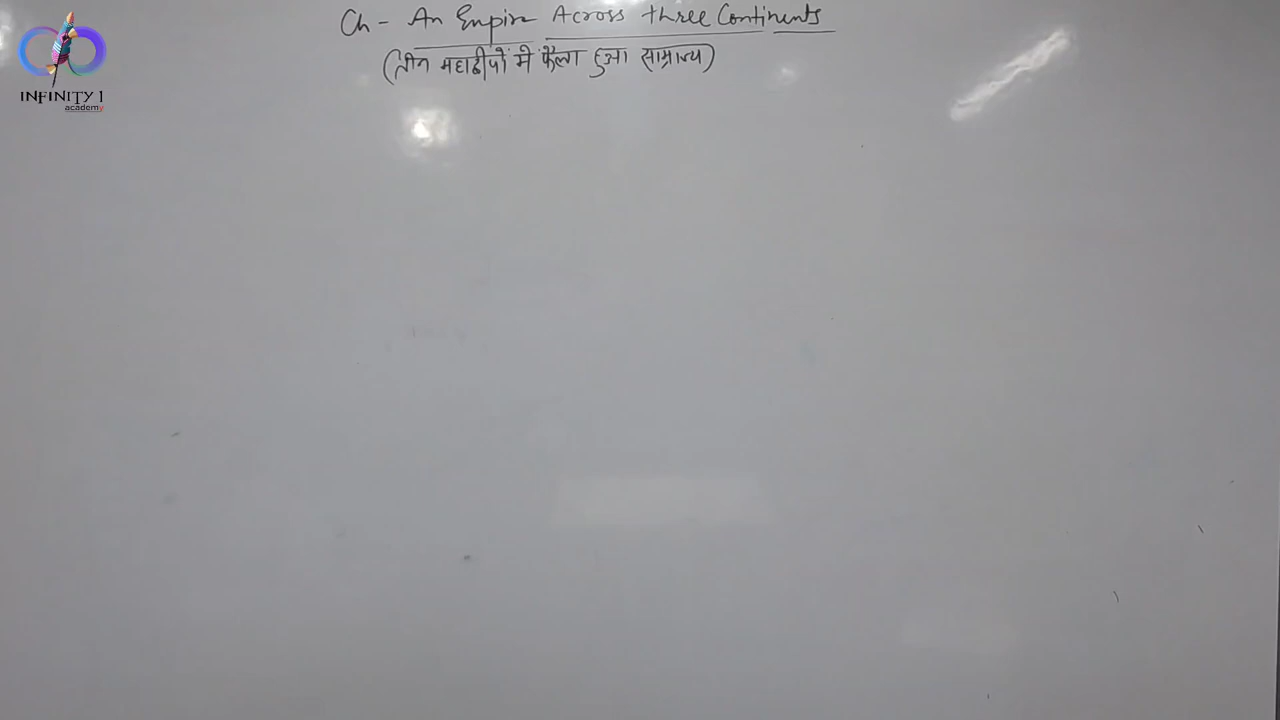 Ch - An Empire Across three Continents
(तीन महाद्वीपों में फैला हुआ साम्राज्य)
INFINITY 1
academy